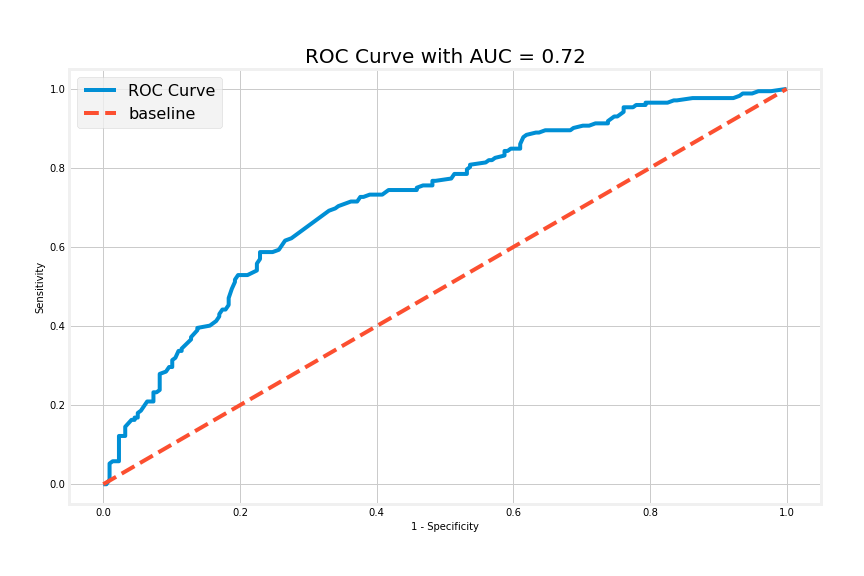 ROC Curve with AUC = 0.72
ROC Curve
baseline
1.0
0.8
0.6
0.4
0.2
0.0
Sensitivity
0.0 0.2 0.4 0.6 0.8 1.0
1 - Specificity